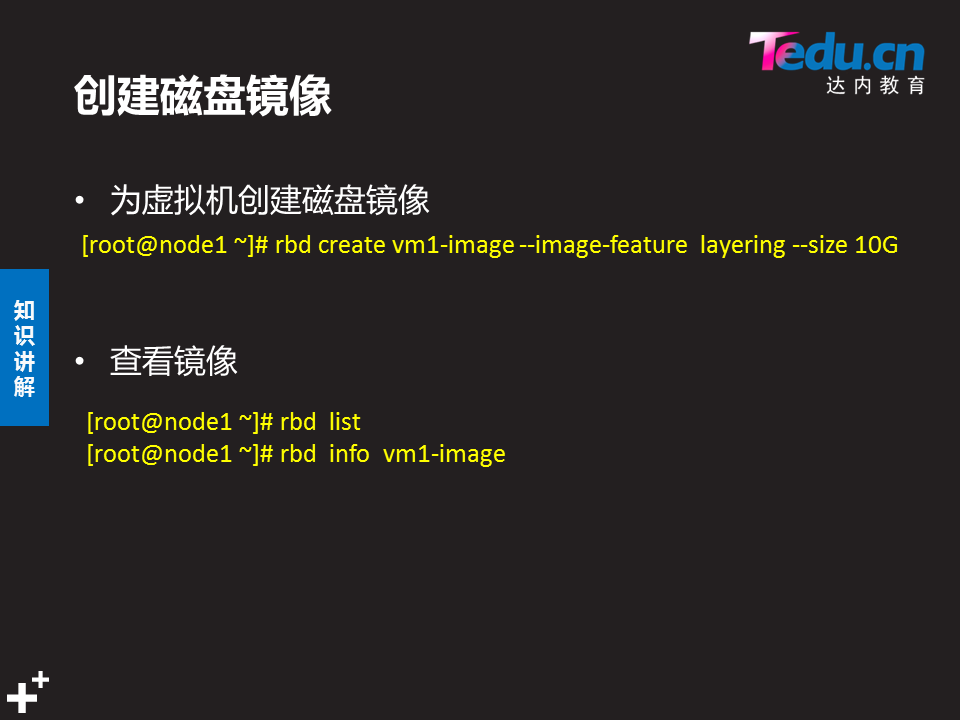 Tedu.cn
达内教育
创建磁盘镜像
• 为虚拟机创建磁盘镜像
[root@node1 ~]# rbd create vm1-image --image-feature  layering --size 10G
知识讲解
• 查看镜像
[root@node1 ~]# rbd  list
[root@node1 ~]# rbd  info  vm1-image